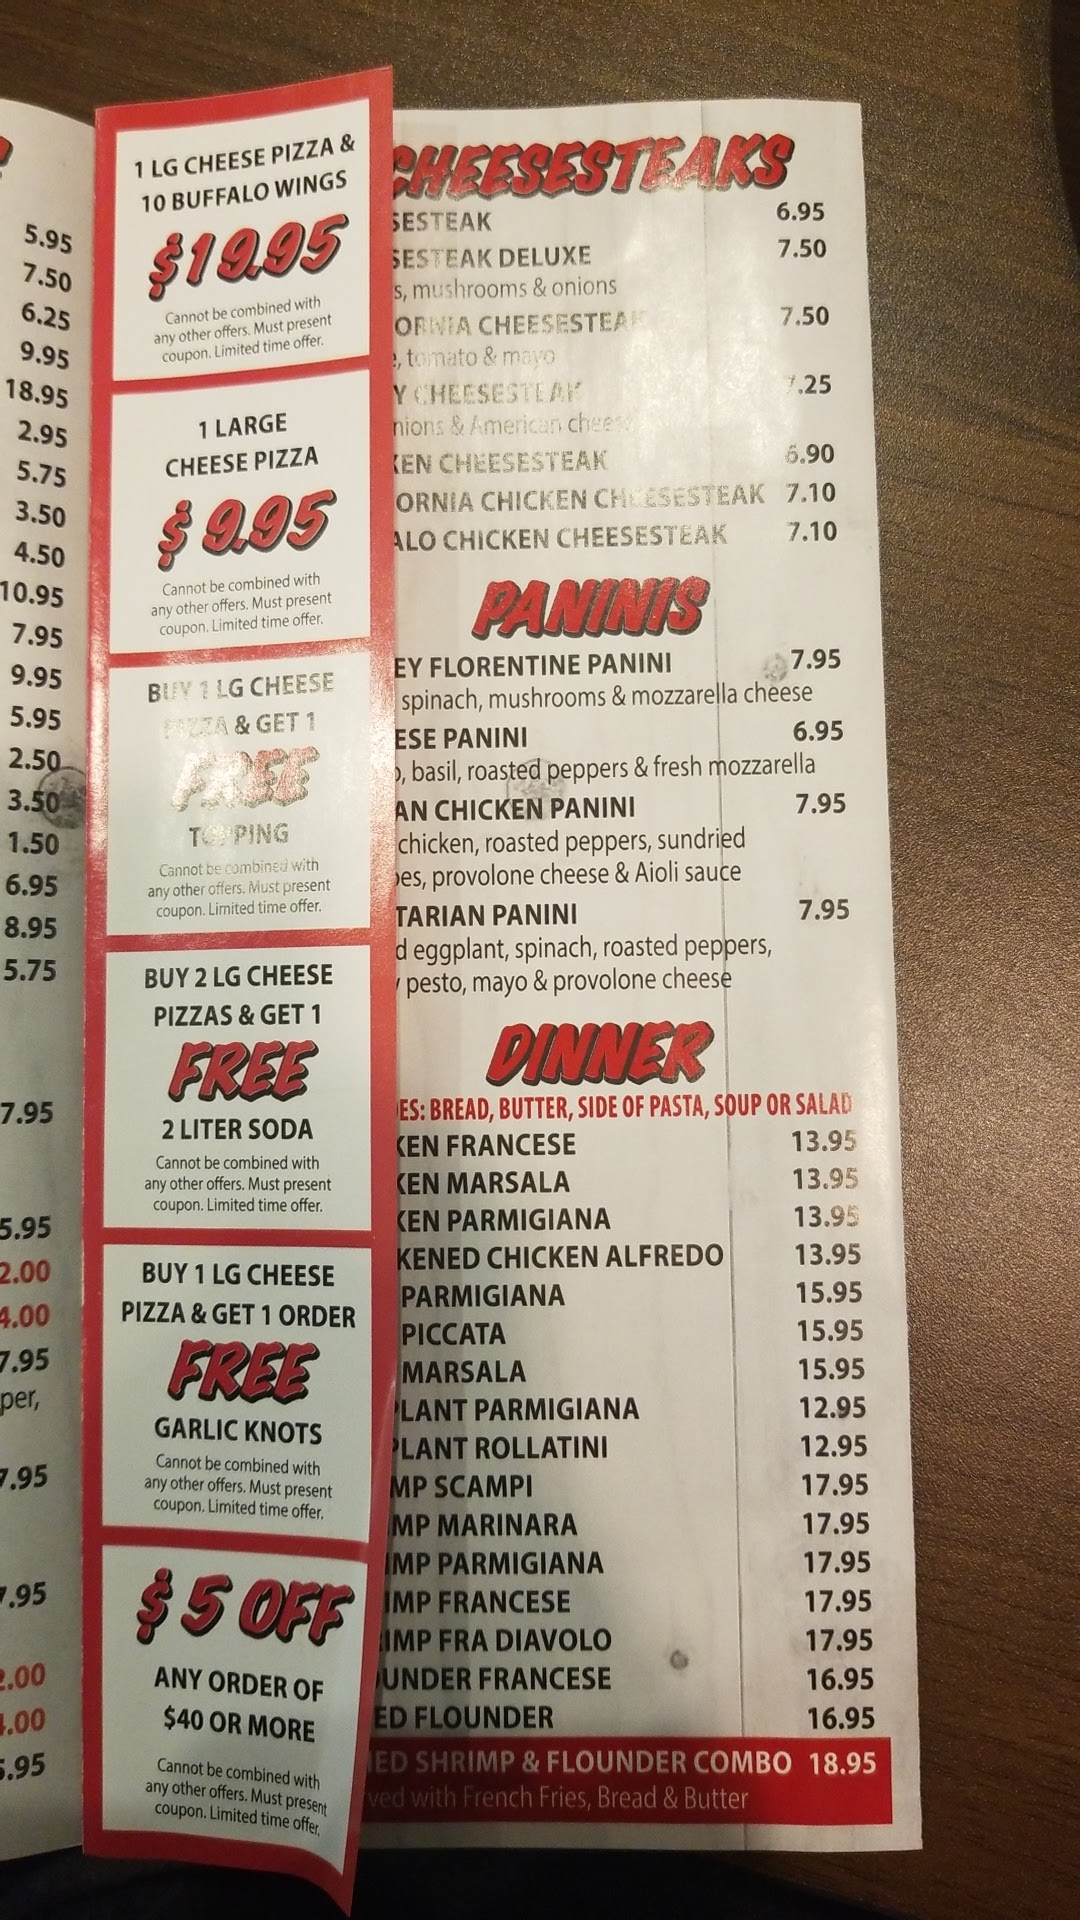 5.95
7.50
6.25
9.95
18.95
2.95
5.75
3.50
4.50
10.95
7.95
9.95
5.95
2.50
3.50
1.50
6.95
8.95
5.75
7.95
5.95
2.00
4.00
7.95
per,
7.95
7.95
2.00
4.00
5.95
1 LG CHEESE PIZZA &
10 BUFFALO WINGS
$19.95
Cannot be combined with
any other offers. Must present
coupon. Limited time offer.
1 LARGE
CHEESE PIZZA
$9.95
Cannot be combined with
any other offers. Must present
coupon. Limited time offer.
BUY 1 LG CHEESE
PIZZA & GET 1
FREE
TOPPING
Cannot be combined with
any other offers. Must present
coupon. Limited time offer.
BUY 2 LG CHEESE
PIZZAS & GET 1
FREE
2 LITER SODA
Cannot be combined with
any other offers. Must present
coupon. Limited time offer.
BUY 1 LG CHEESE
PIZZA & GET 1 ORDER
FREE
GARLIC KNOTS
Cannot be combined with
any other offers. Must present
coupon. Limited time offer.
$5 OFF
ANY ORDER OF
$40 OR MORE
Cannot be combined with
any other offers. Must present
coupon. Limited time offer.
CHEESESTEAKS
SESTEAK 6.95
SESTEAK DELUXE 7.50
s, mushrooms & onions
ORNIA CHEESESTEAK 7.50
e, tomato & mayo
Y CHEESESTEAK 7.25
nions & American cheese
KEN CHEESESTEAK 6.90
ORNIA CHICKEN CHEESESTEAK 7.10
ALO CHICKEN CHEESESTEAK 7.10
PANINIS
EY FLORENTINE PANINI 7.95
spinach, mushrooms & mozzarella cheese
ESE PANINI 6.95
o, basil, roasted peppers & fresh mozzarella
AN CHICKEN PANINI 7.95
chicken, roasted peppers, sundried
oes, provolone cheese & Aioli sauce
TARIAN PANINI 7.95
d eggplant, spinach, roasted peppers,
y pesto, mayo & provolone cheese
DINNER
ES: BREAD, BUTTER, SIDE OF PASTA, SOUP OR SALAD
KEN FRANCESE 13.95
KEN MARSALA 13.95
KEN PARMIGIANA 13.95
KENED CHICKEN ALFREDO 13.95
PARMIGIANA 15.95
PICCATA 15.95
MARSALA 15.95
PLANT PARMIGIANA 12.95
PLANT ROLLATINI 12.95
MP SCAMPI 17.95
MP MARINARA 17.95
IMP PARMIGIANA 17.95
IMP FRANCESE 17.95
IMP FRA DIAVOLO 17.95
UNDER FRANCESE 16.95
ED FLOUNDER 16.95
IED SHRIMP & FLOUNDER COMBO 18.95
ved with French Fries, Bread & Butter